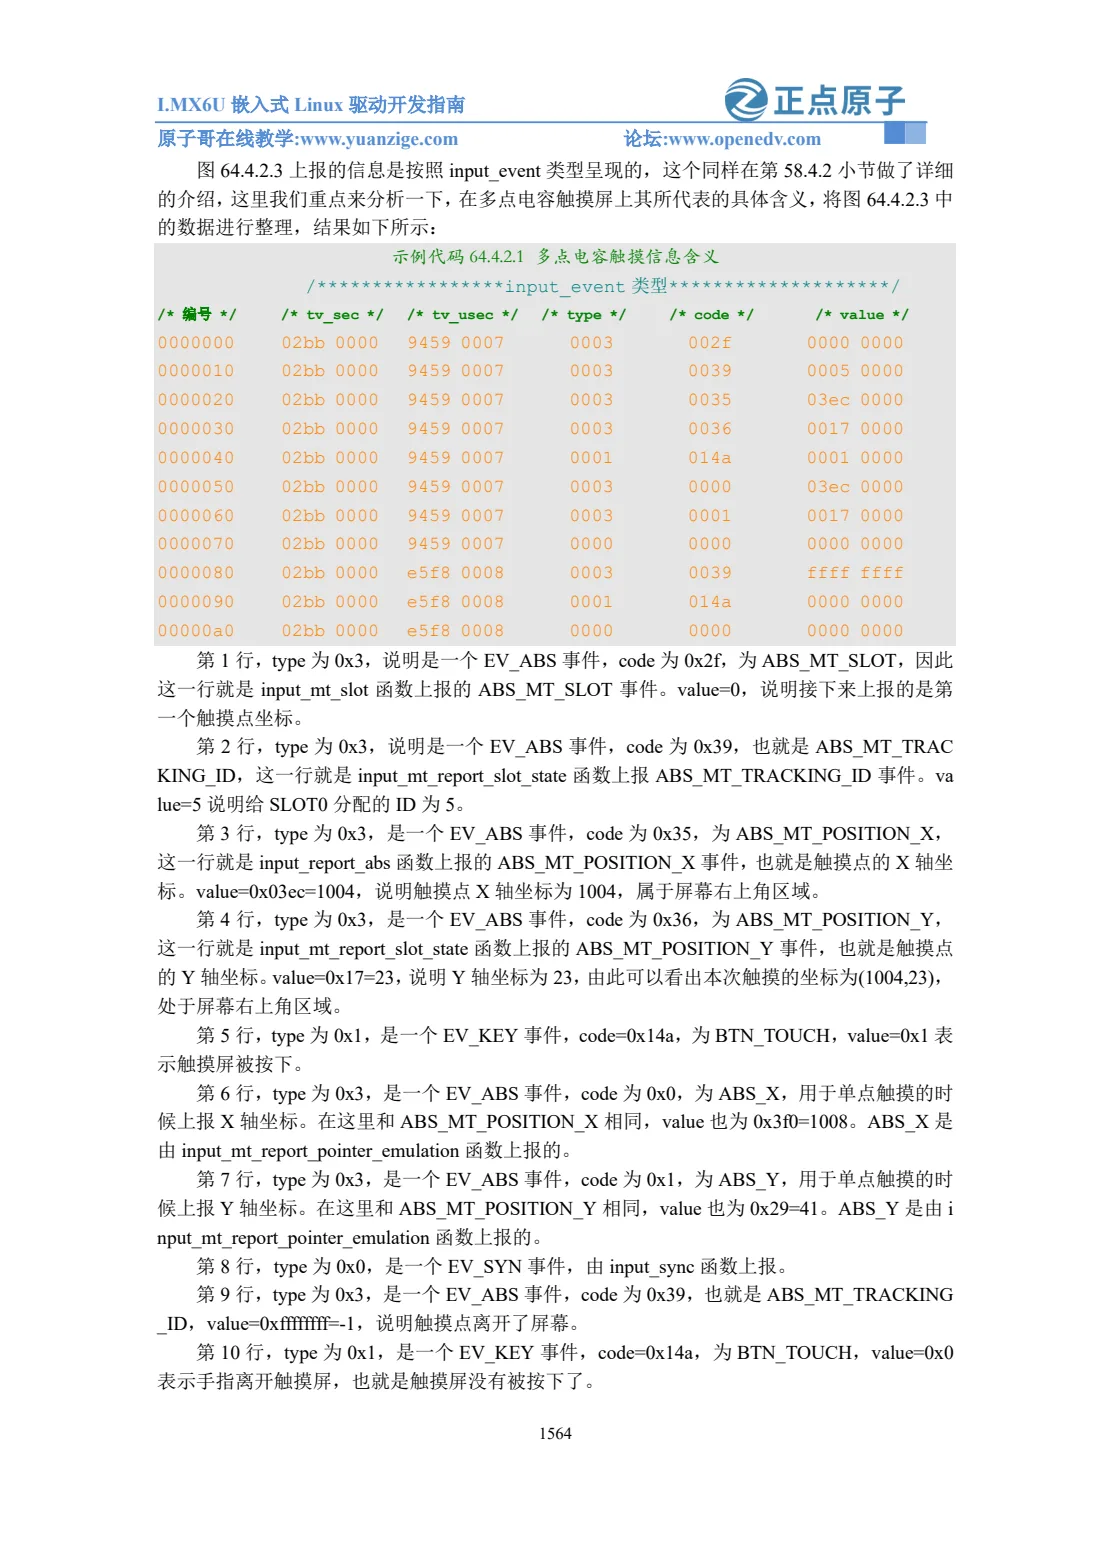 I.MX6U 嵌入式 Linux 驱动开发指南
正点原子
原子哥在线教学:www.yuanzige.com 论坛:www.openedv.com
图 64.4.2.3 上报的信息是按照 input_event 类型呈现的，这个同样在第 58.4.2 小节做了详细
的介绍，这里我们重点来分析一下，在多点电容触摸屏上其所代表的具体含义，将图 64.4.2.3 中
的数据进行整理，结果如下所示：
示例代码 64.4.2.1 多点电容触摸信息含义
/*****************input_event 类型********************/
/* 编号 */ /* tv_sec */ /* tv_usec */ /* type */ /* code */ /* value */
0000000 02bb 0000 9459 0007 0003 002f 0000 0000
0000010 02bb 0000 9459 0007 0003 0039 0005 0000
0000020 02bb 0000 9459 0007 0003 0035 03ec 0000
0000030 02bb 0000 9459 0007 0003 0036 0017 0000
0000040 02bb 0000 9459 0007 0001 014a 0001 0000
0000050 02bb 0000 9459 0007 0003 0000 03ec 0000
0000060 02bb 0000 9459 0007 0003 0001 0017 0000
0000070 02bb 0000 9459 0007 0000 0000 0000 0000
0000080 02bb 0000 e5f8 0008 0003 0039 ffff ffff
0000090 02bb 0000 e5f8 0008 0001 014a 0000 0000
00000a0 02bb 0000 e5f8 0008 0000 0000 0000 0000
第 1 行，type 为 0x3，说明是一个 EV_ABS 事件，code 为 0x2f，为 ABS_MT_SLOT，因此
这一行就是 input_mt_slot 函数上报的 ABS_MT_SLOT 事件。value=0，说明接下来上报的是第
一个触摸点坐标。
第 2 行，type 为 0x3，说明是一个 EV_ABS 事件，code 为 0x39，也就是 ABS_MT_TRAC
KING_ID，这一行就是 input_mt_report_slot_state 函数上报 ABS_MT_TRACKING_ID 事件。va
lue=5 说明给 SLOT0 分配的 ID 为 5。
第 3 行，type 为 0x3，是一个 EV_ABS 事件，code 为 0x35，为 ABS_MT_POSITION_X，
这一行就是 input_report_abs 函数上报的 ABS_MT_POSITION_X 事件，也就是触摸点的 X 轴坐
标。value=0x03ec=1004，说明触摸点 X 轴坐标为 1004，属于屏幕右上角区域。
第 4 行，type 为 0x3，是一个 EV_ABS 事件，code 为 0x36，为 ABS_MT_POSITION_Y，
这一行就是 input_mt_report_slot_state 函数上报的 ABS_MT_POSITION_Y 事件，也就是触摸点
的 Y 轴坐标。value=0x17=23，说明 Y 轴坐标为 23，由此可以看出本次触摸的坐标为(1004,23)，
处于屏幕右上角区域。
第 5 行，type 为 0x1，是一个 EV_KEY 事件，code=0x14a，为 BTN_TOUCH，value=0x1 表
示触摸屏被按下。
第 6 行，type 为 0x3，是一个 EV_ABS 事件，code 为 0x0，为 ABS_X，用于单点触摸的时
候上报 X 轴坐标。在这里和 ABS_MT_POSITION_X 相同，value 也为 0x3f0=1008。ABS_X 是
由 input_mt_report_pointer_emulation 函数上报的。
第 7 行，type 为 0x3，是一个 EV_ABS 事件，code 为 0x1，为 ABS_Y，用于单点触摸的时
候上报 Y 轴坐标。在这里和 ABS_MT_POSITION_Y 相同，value 也为 0x29=41。ABS_Y 是由 i
nput_mt_report_pointer_emulation 函数上报的。
第 8 行，type 为 0x0，是一个 EV_SYN 事件，由 input_sync 函数上报。
第 9 行，type 为 0x3，是一个 EV_ABS 事件，code 为 0x39，也就是 ABS_MT_TRACKING
_ID，value=0xffffffff=-1，说明触摸点离开了屏幕。
第 10 行，type 为 0x1，是一个 EV_KEY 事件，code=0x14a，为 BTN_TOUCH，value=0x0
表示手指离开触摸屏，也就是触摸屏没有被按下了。
1564